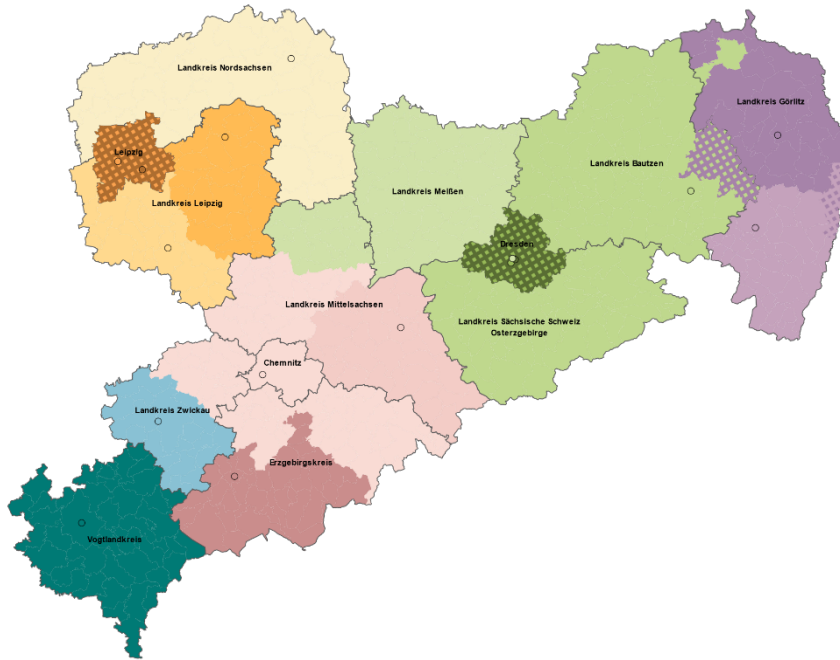 Landkreis Nordsachsen
Landkreis Görlitz
Leipzig
Landkreis Bautzen
Landkreis Meißen
Landkreis Leipzig
Dresden
Landkreis Mittelsachsen
Landkreis Sächsische Schweiz
Osterzgebirge
Chemnitz
Landkreis Zwickau
Erzgebirgskreis
Vogtlandkreis